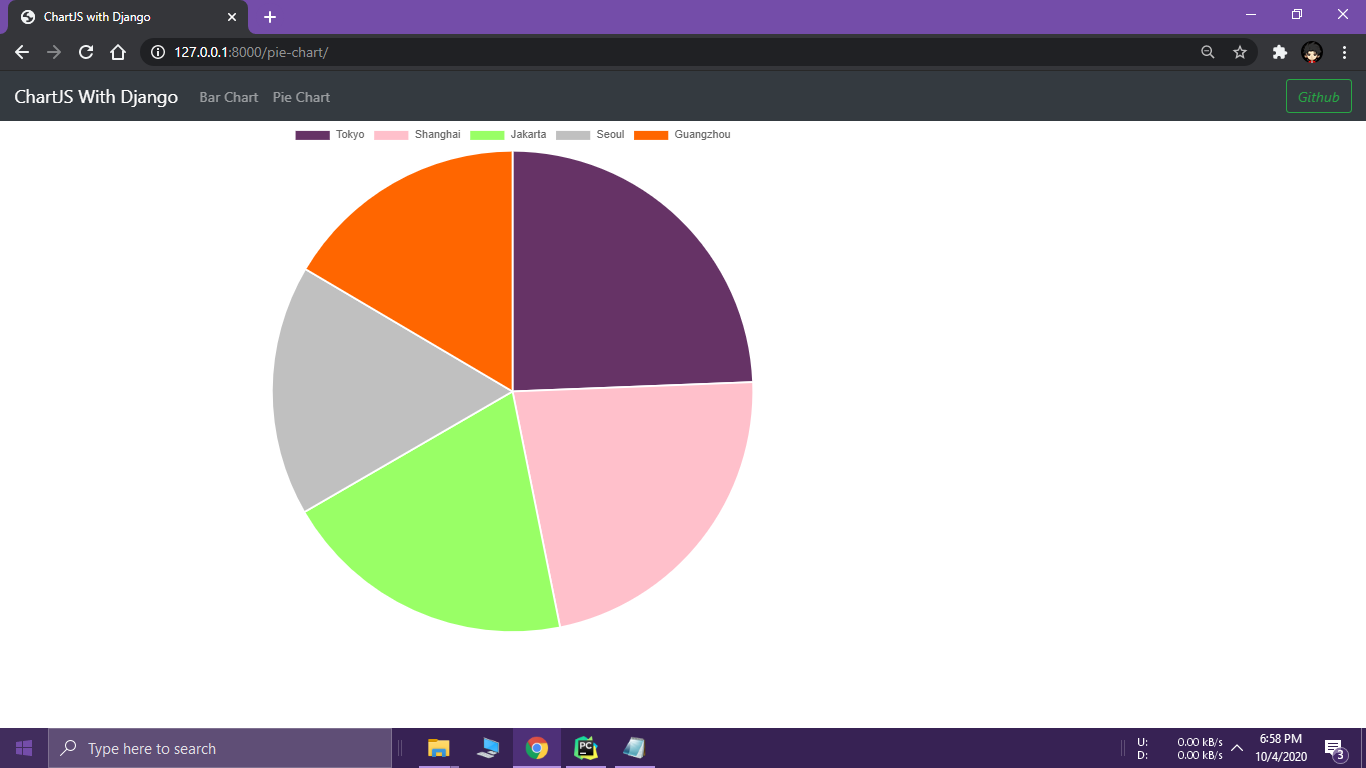 ChartJS with Django
127.0.0.1:8000/pie-chart/
ChartJS With Django Bar Chart Pie Chart Github
Tokyo Shanghai Jakarta Seoul Guangzhou
Type here to search
PC
U: 0.00 kB/s
D: 0.00 kB/s
6:58 PM
10/4/2020
3